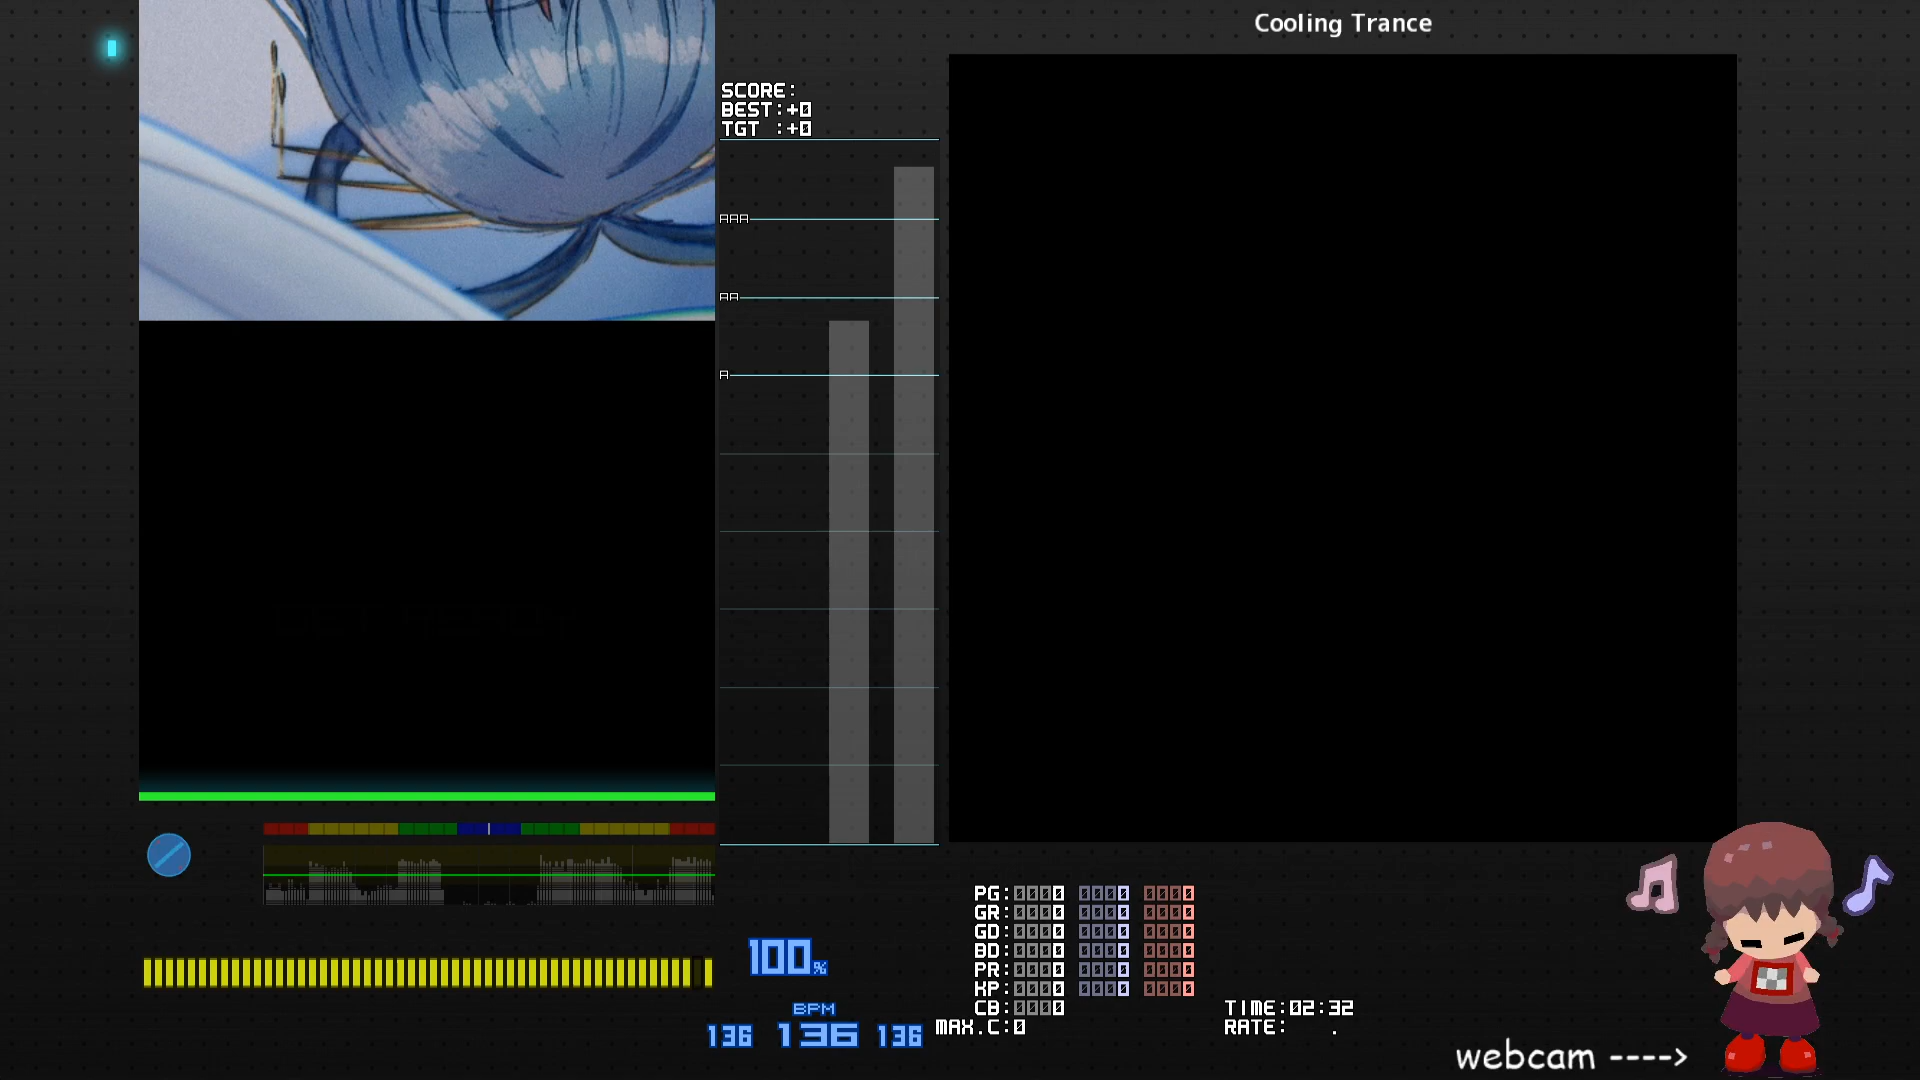 Cooling Trance
SCORE:
BEST:+0
TGT :+0
AAA
AA
A
PG:0000 0000 0000
GR:0000 0000 0000
GD:0000 0000 0000
BD:0000 0000 0000
PR:0000 0000 0000
KP:0000 0000 0000
CB:0000
MAX.C:0
TIME:02:32
RATE: .
100%
BPM
136 136 136
webcam ---->